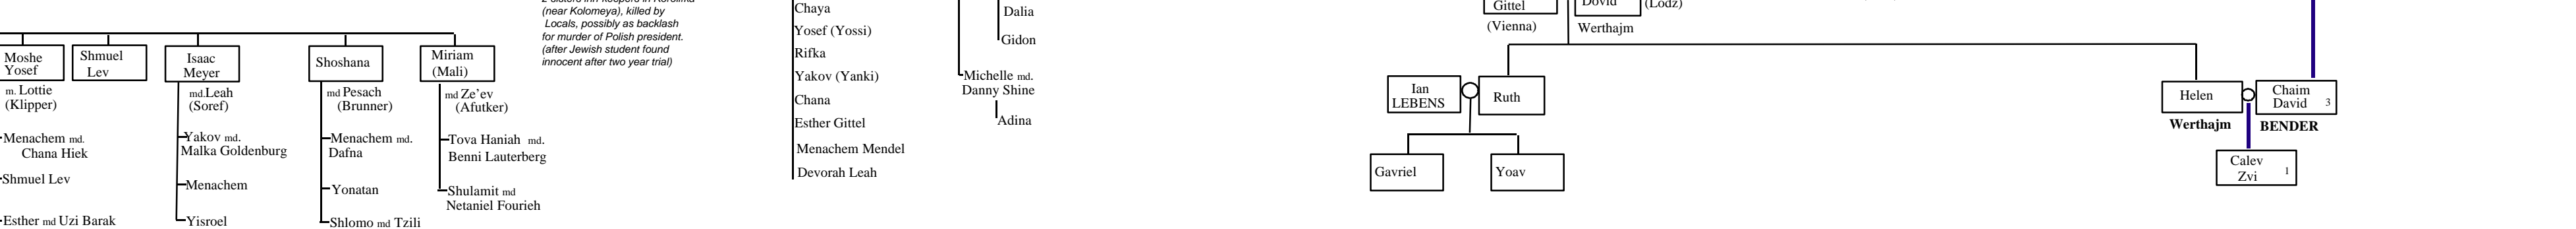 (near Kolomeya), killed by
Locals, possibly as backlash
for murder of Polish president.
(after Jewish student found
innocent after two year trial)
Moshe
Yosef
m. Lottie
(Klipper)
Menachem md.
Chana Hiek
Shmuel Lev
Esther md Uzi Barak
Shmuel
Lev
Isaac
Meyer
md.Leah
(Soref)
Yakov md.
Malka Goldenburg
Menachem
Yisroel
Shoshana
md Pesach
(Brunner)
Menachem md.
Dafna
Yonatan
Shlomo md Tzili
Miriam
(Mali)
md Ze'ev
(Afutker)
Tova Haniah md.
Benni Lauterberg
Shulamit md
Netaniel Fourieh
Chaya
Yosef (Yossi)
Rifka
Yakov (Yanki)
Chana
Esther Gittel
Menachem Mendel
Devorah Leah
Dalia
Gidon
Michelle md.
Danny Shine
Adina
Gittel
(Vienna)
Dovid
(Lodz)
Werthajm
Ian
LEBENS
Ruth
Gavriel
Yoav
Helen
Werthajm
Chaim
David 3
BENDER
Calev
Zvi 1